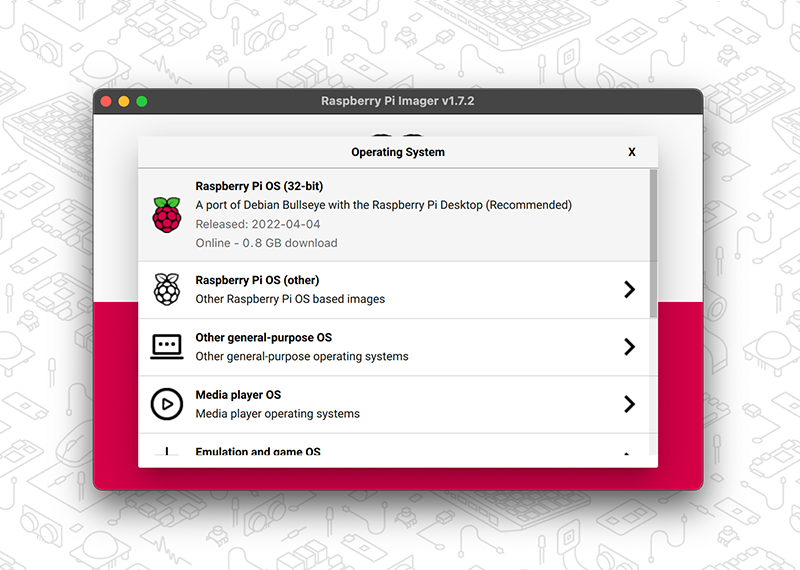 Raspberry Pi Imager v1.7.2
Operating System
X
Raspberry Pi OS (32-bit)
A port of Debian Bullseye with the Raspberry Pi Desktop (Recommended)
Released: 2022-04-04
Online - 0.8 GB download
Raspberry Pi OS (other)
Other Raspberry Pi OS based images
Other general-purpose OS
Other general-purpose operating systems
Media player OS
Media player operating systems
Emulation and game OS